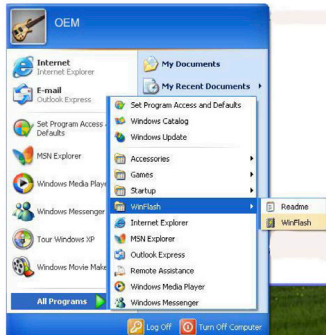 OEM
Internet
Internet Explorer
E-mail
Outlook Express
Set Program Access
Defaults
MSN Explorer
Windows Media Playe
Windows Messenger
Tour Windows XP
Windows Movie Make
All Programs
My Documents
My Recent Documents
Set Program Access and Defaults
Windows Catalog
Windows Update
Accessories
Games
Startup
WinFlash
Internet Explorer
MSN Explorer
Outlook Express
Remote Assistance
Windows Media Player
Windows Messenger
Readme
WinFlash
Log Off
Turn Off Computer